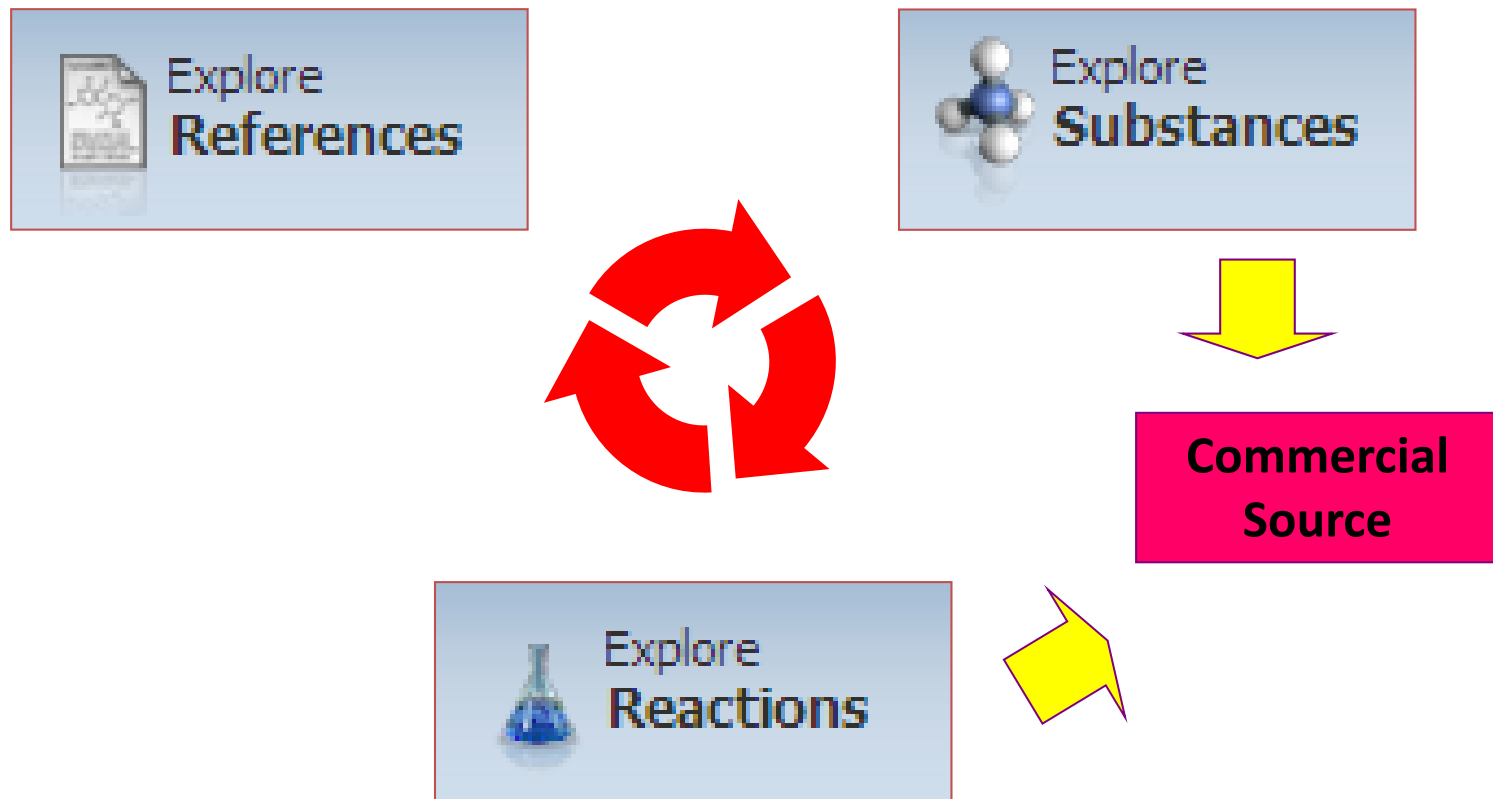 Explore
References
Explore
Substances
Commercial
Source
Explore
Reactions